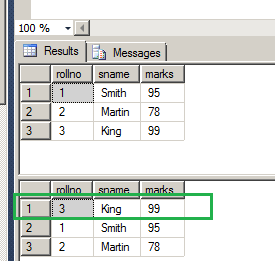 100 %
Results Messages
rollno sname marks
1 1 Smith 95
2 2 Martin 78
3 3 King 99
rollno sname marks
1 3 King 99
2 1 Smith 95
3 2 Martin 78